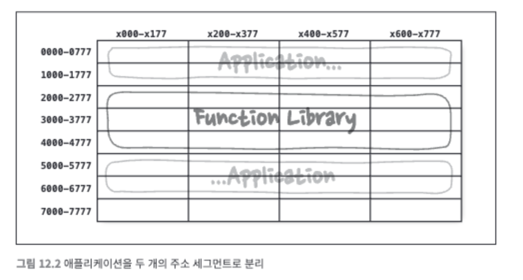 x000-x177 x200-x377 x400-x577 x600-x777
0000-0777
Application...
1000-1777
2000-2777
3000-3777 Function Library
4000-4777
5000-5777
...Application
6000-6777
7000-7777
그림 12.2 애플리케이션을 두 개의 주소 세그먼트로 분리